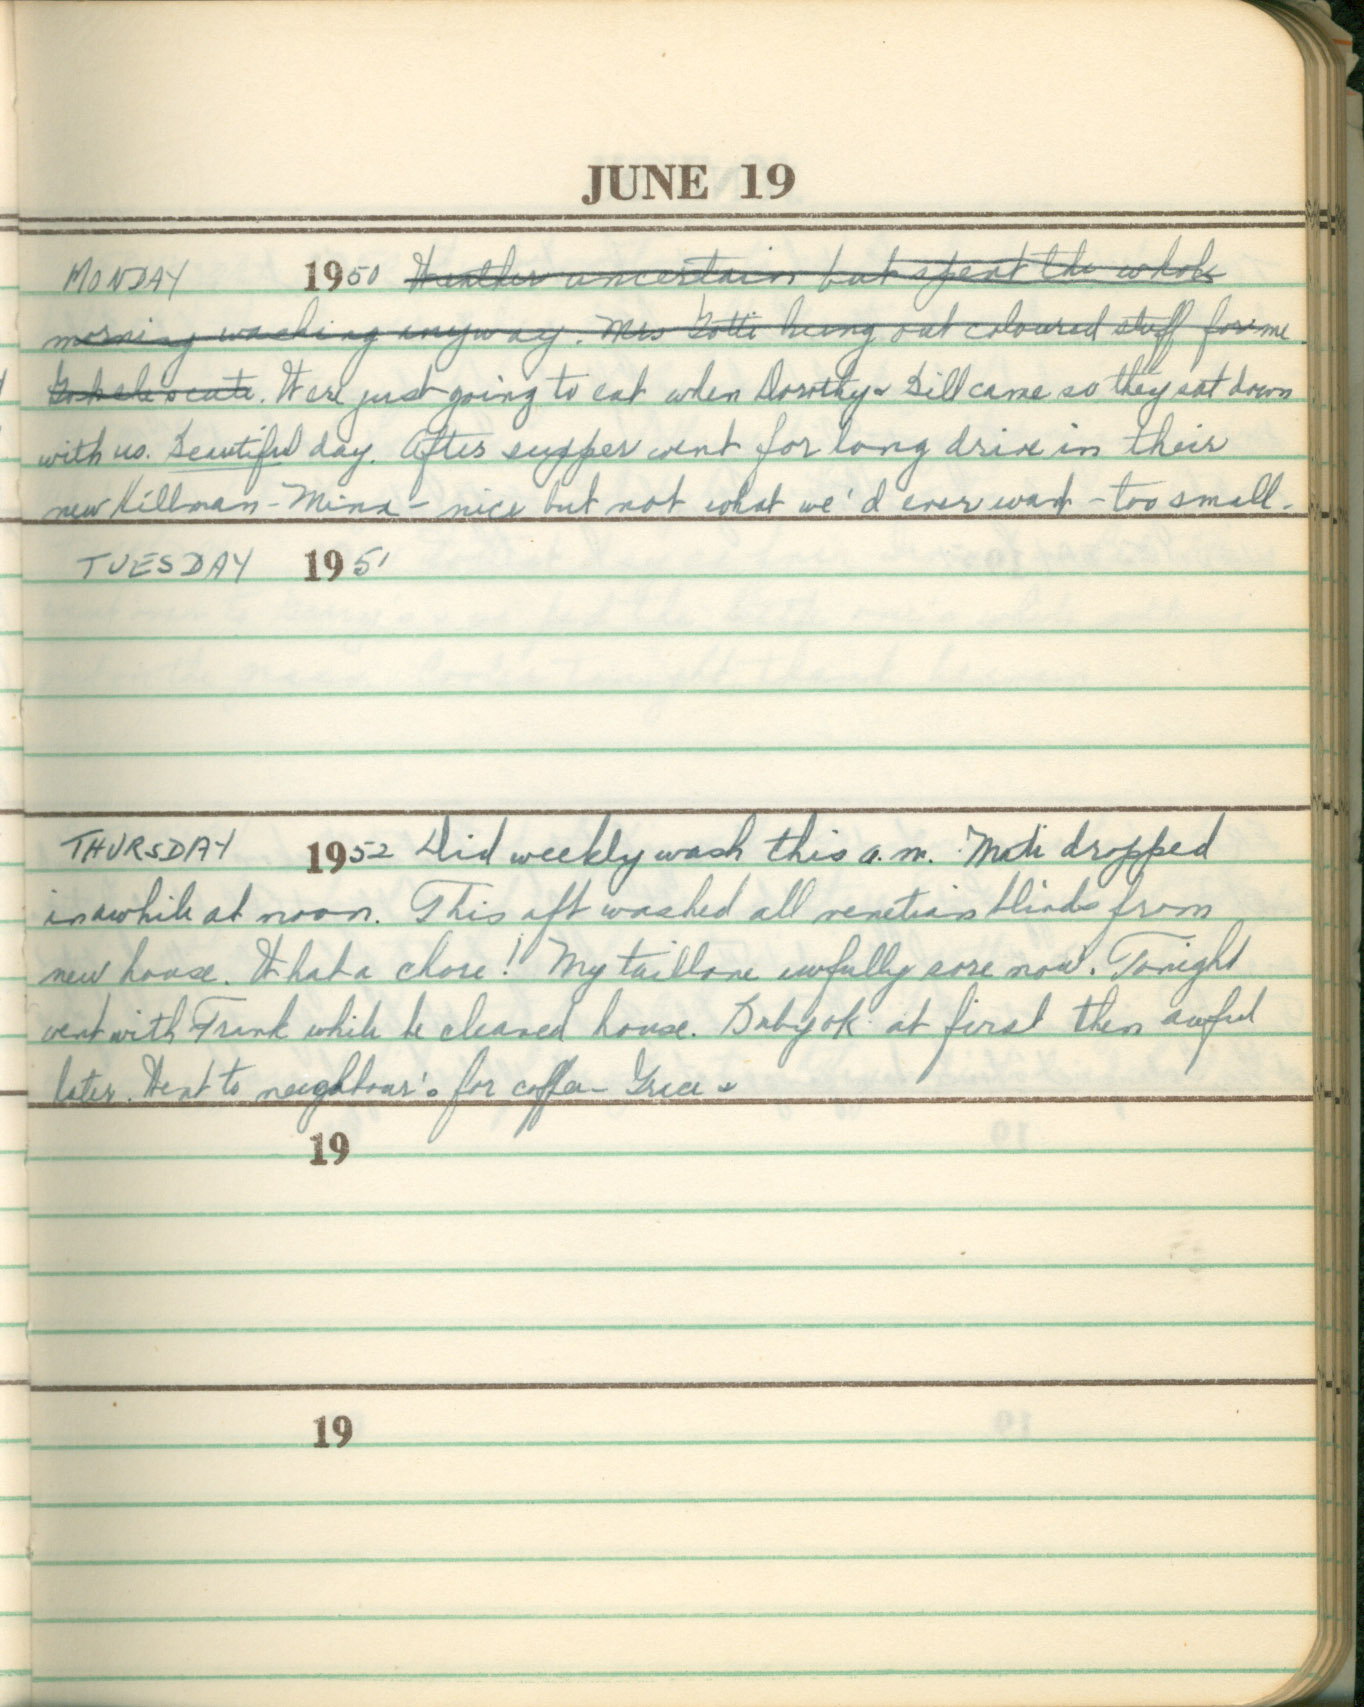 JUNE 19
MONDAY 1950 Weather uncertain but spent the whole
morning washing anyway. Mrs Gotti hung out coloured stuff for me.
Were just going to eat when Dorothy & Bill came so they sat down
with us. Beautiful day. After supper went for long drive in their
new Hillman-Minx - nice but not what we'd ever want - too small.
TUESDAY 1951
THURSDAY 1952 Did weekly wash this a.m. dropped
in awhile at noon. This aft washed all venetian blinds from
new house. What a chore! My tailbone awfully sore now. Tonight
went with Frank while he cleaned house. Baby ok at first then awful
later. Went to neighbour's for coffee - Grace &
19
19